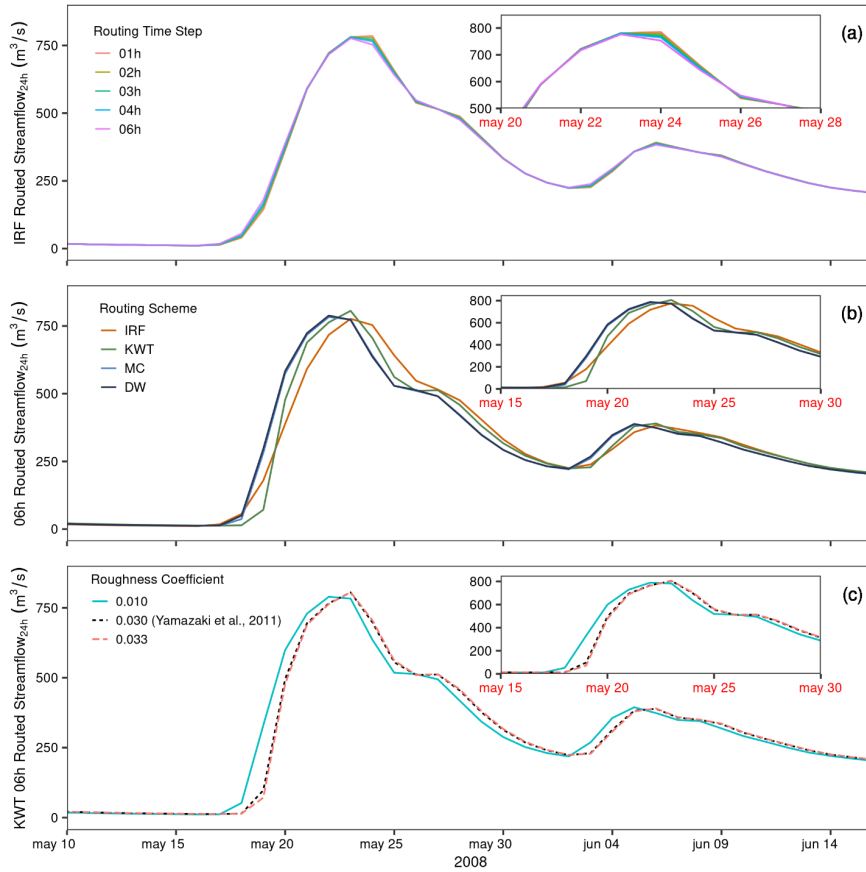 (a)
Routing Time Step
01h
02h
03h
04h
06h
IRF Routed Streamflow24h (m³/s)
750
500
250
0
800
700
600
500
may 20
may 22
may 24
may 26
may 28
(b)
Routing Scheme
IRF
KWT
MC
DW
06h Routed Streamflow24h (m³/s)
750
500
250
0
800
600
400
200
0
may 15
may 20
may 25
may 30
(c)
Roughness Coefficient
0.010
0.030 (Yamazaki et al., 2011)
0.033
KWT 06h Routed Streamflow24h (m³/s)
750
500
250
0
800
600
400
200
0
may 15
may 20
may 25
may 30
may 10
may 15
may 20
may 25
may 30
jun 04
jun 09
jun 14
2008